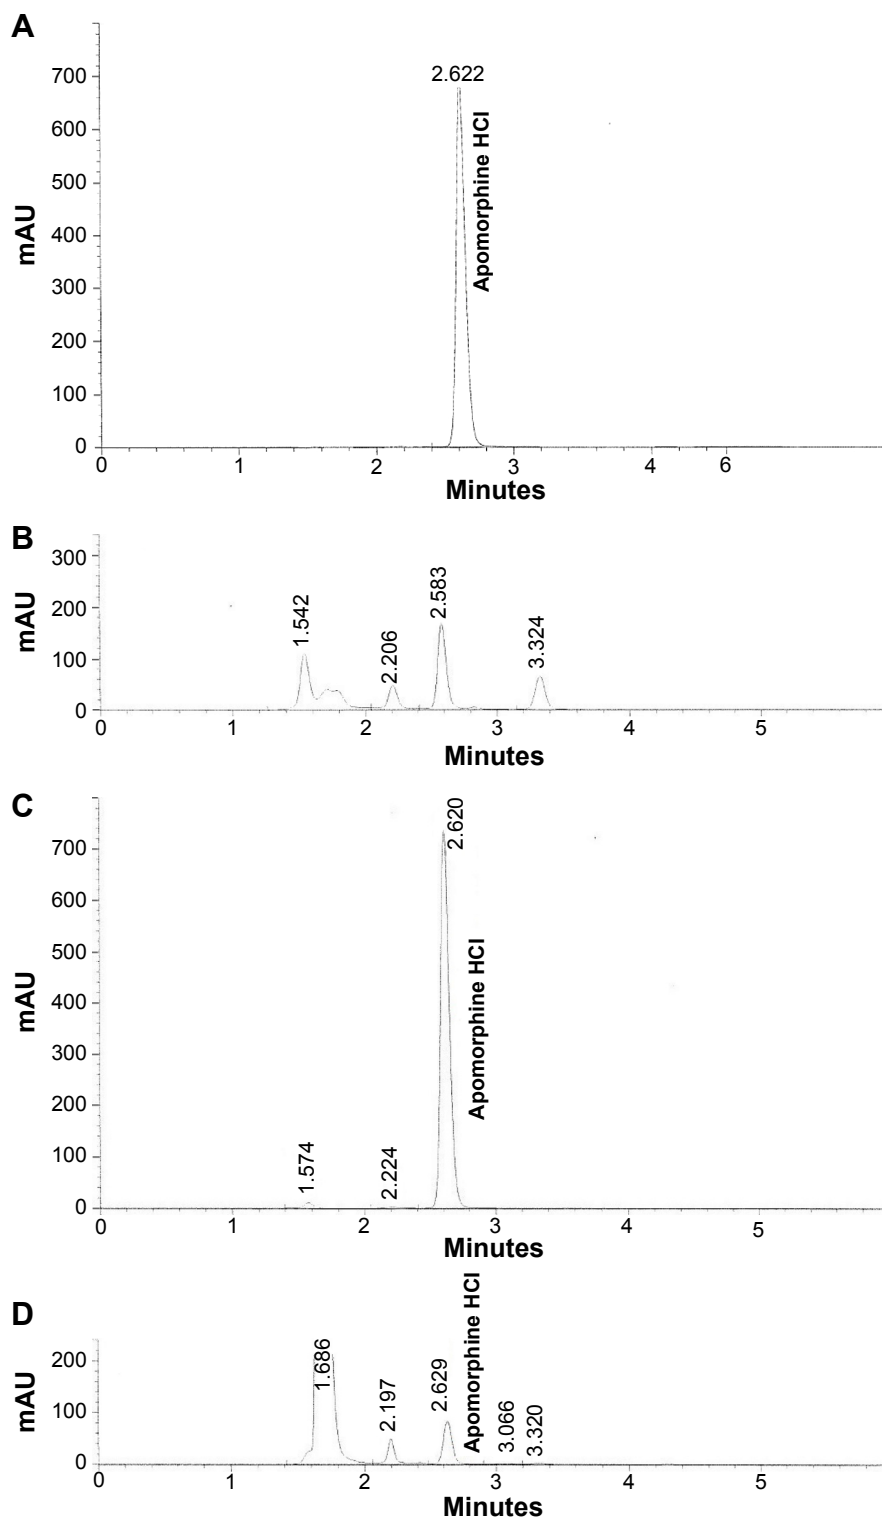 A
700
600
500
400
300
200
100
0
mAU
2.622
Apomorphine HCl
0 1 2 3 4 6
Minutes
B
300
200
100
0
mAU
1.542
2.206
2.583
3.324
0 1 2 3 4 5
Minutes
C
700
600
500
400
300
200
100
0
mAU
1.574
2.224
2.620
Apomorphine HCl
0 1 2 3 4 5
Minutes
D
200
100
0
mAU
1.686
2.197
2.629
Apomorphine HCl
3.066
3.320
0 1 2 3 4 5
Minutes